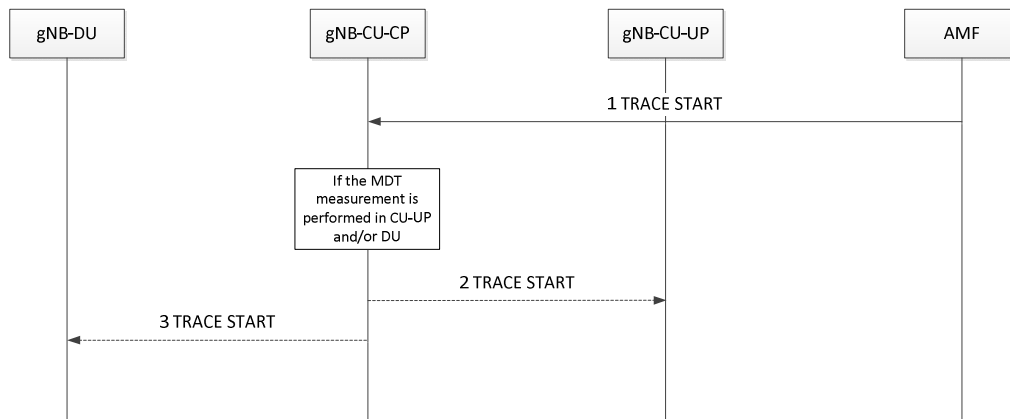 gNB-DU
gNB-CU-CP
gNB-CU-UP
AMF
1 TRACE START
If the MDT
measurement is
performed in CU-UP
and/or DU
2 TRACE START
3 TRACE START